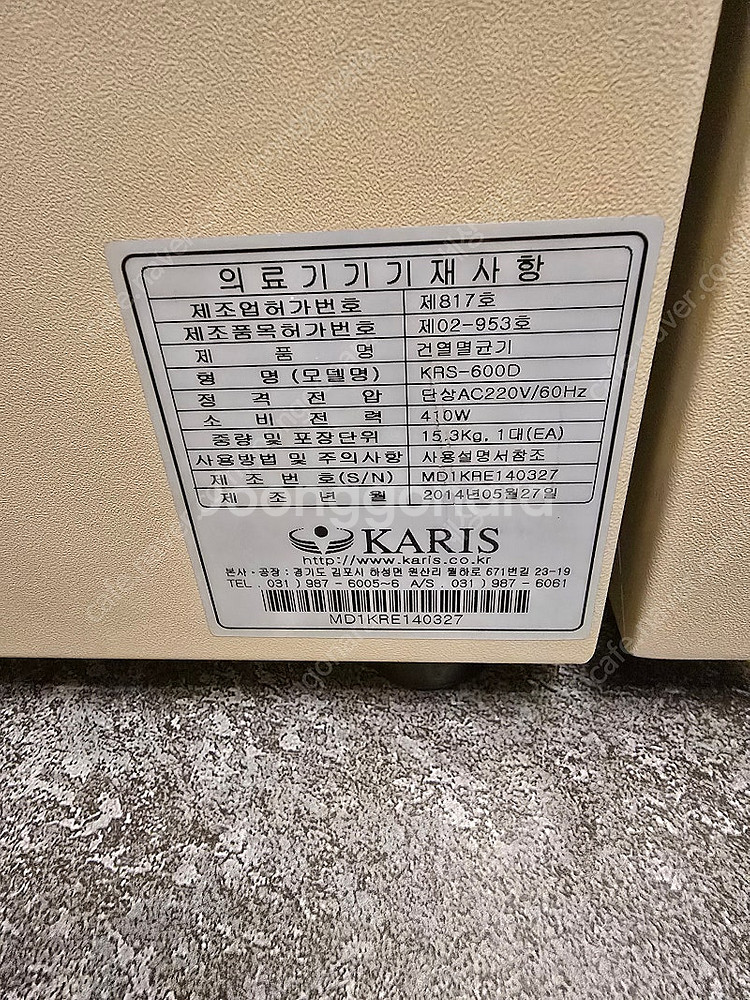 의료기기기재사항
제조업허가번호 제817호
제조품목허가번호 제02-953호
제 품 명 건열멸균기
형 명 (모델명) KRS-600D
정 격 전 압 단상AC220V/60Hz
소 비 전 력 410W
중량 및 포장단위 15.3Kg, 1대(EA)
사용방법 및 주의사항 사용설명서참조
제 조 번 호(S/N) MD1KRE140327
제 조 년 월 2014년05월27일
KARIS
http://www.karis.co.kr
본사·공장 : 경기도 김포시 하성면 원산리 월하로 671번길 23-19
TEL . 031 ) 987 - 6005~6 A/S . 031 ) 987 - 6061
MD1KRE140327
joonggonara